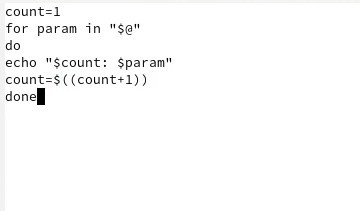 count=1
for param in "$@"
do
echo "$count: $param"
count=$((count+1))
done